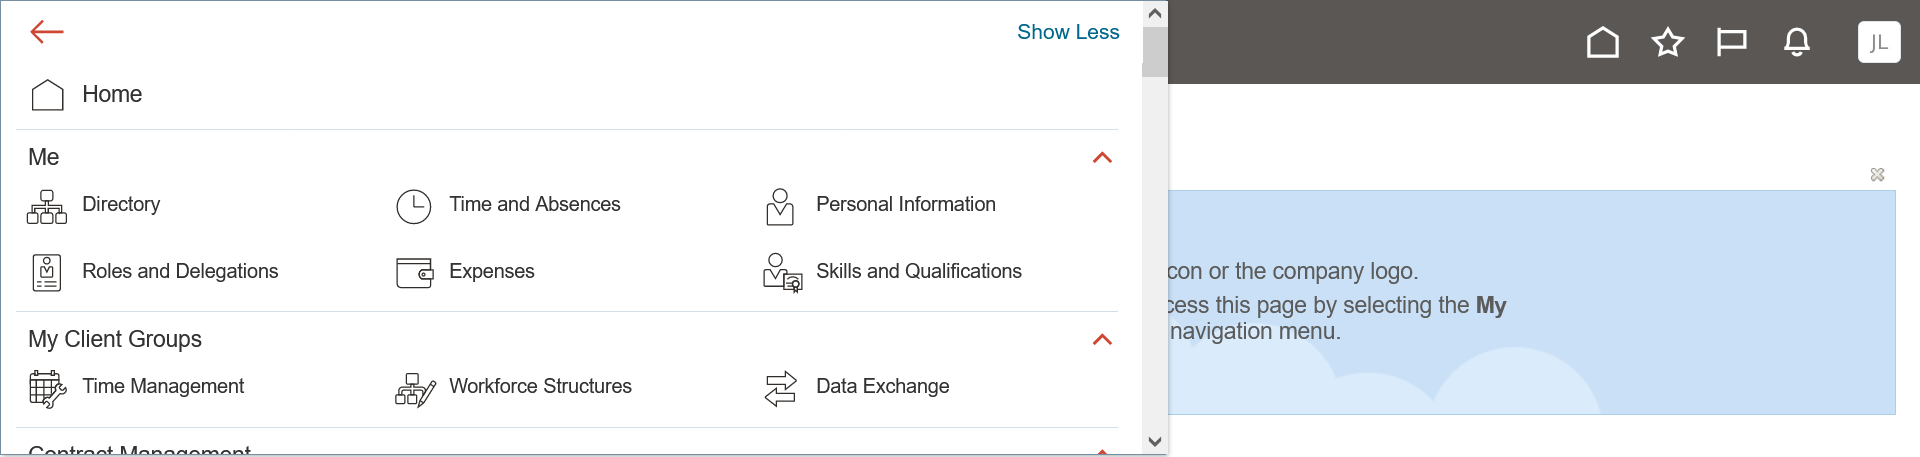 Show Less
JL
Home
Me
Directory
Time and Absences
Personal Information
Roles and Delegations
Expenses
Skills and Qualifications
con or the company logo.
cess this page by selecting the My
navigation menu.
My Client Groups
Time Management
Workforce Structures
Data Exchange
Contract Management